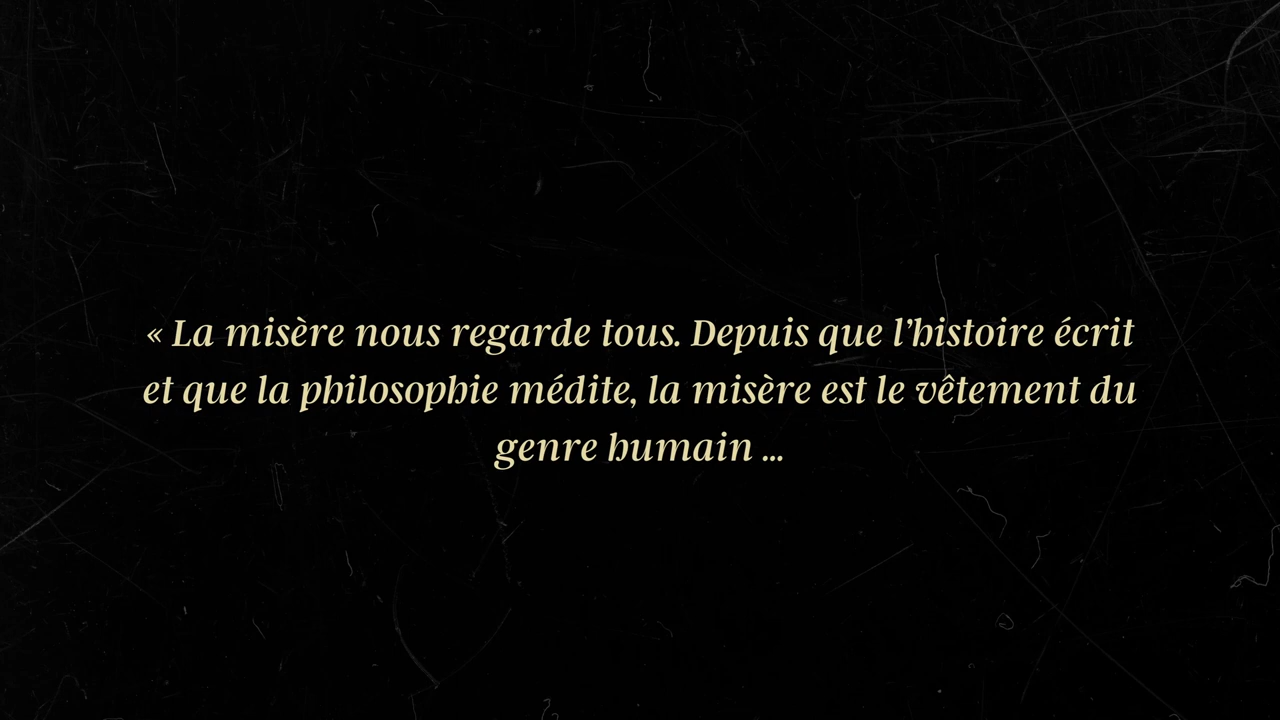 « La misère nous regarde tous. Depuis que l’histoire écrit
et que la philosophie médite, la misère est le vêtement du
genre humain ...